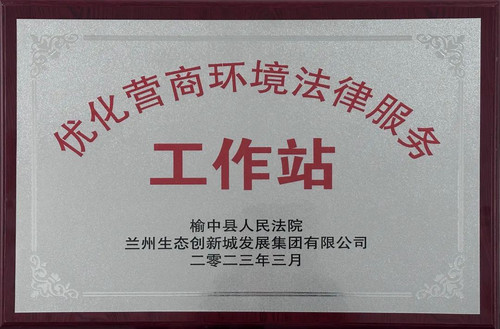 优化营商环境法律服务
工作站
榆中县人民法院
兰州生态创新城发展集团有限公司
二零二三年三月